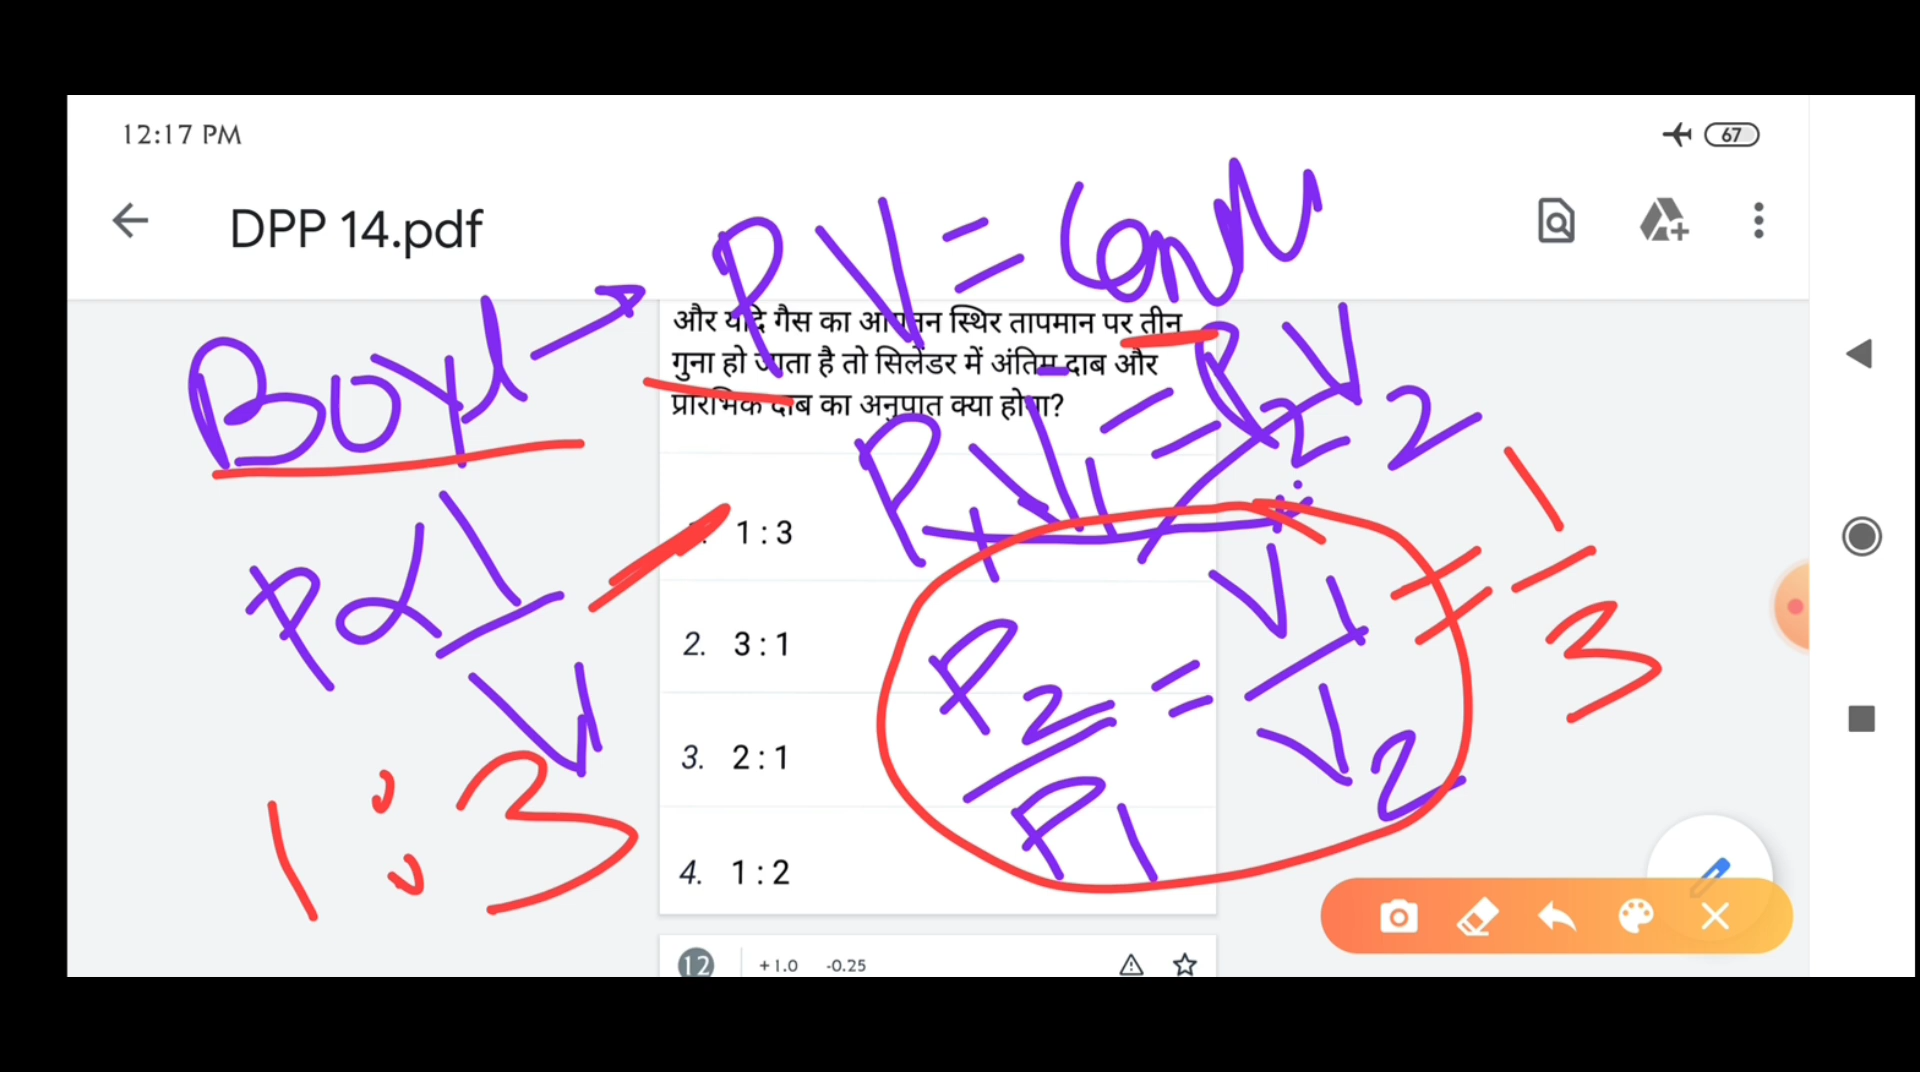 12:17 PM
67
DPP 14.pdf
PV = Const
Boyl →
और यदि गैस का आयतन स्थिर तापमान पर तीन
गुना हो जाता है तो सिलेंडर में अंतिम दाब और
प्रारंभिक दाब का अनुपात क्या होगा?
P1V1 = P2V2
P ∝ 1/V
1 : 3
2. 3 : 1
3. 2 : 1
4. 1 : 2
P2/P1 = V1/V2 = 1/3
1 : 3
12 +1.0 -0.25